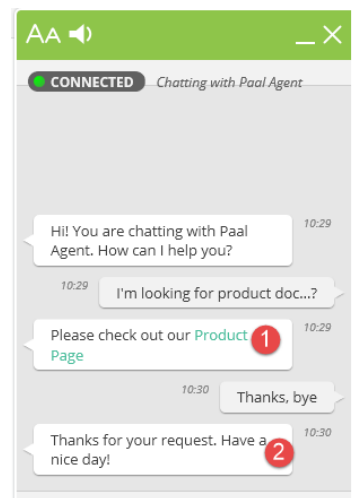 AA
CONNECTED Chatting with Paal Agent
Hi! You are chatting with Paal
Agent. How can I help you?
10:29
10:29
I'm looking for product doc...?
Please check out our Product
Page
10:29
1
10:30
Thanks, bye
Thanks for your request. Have a
nice day!
10:30
2